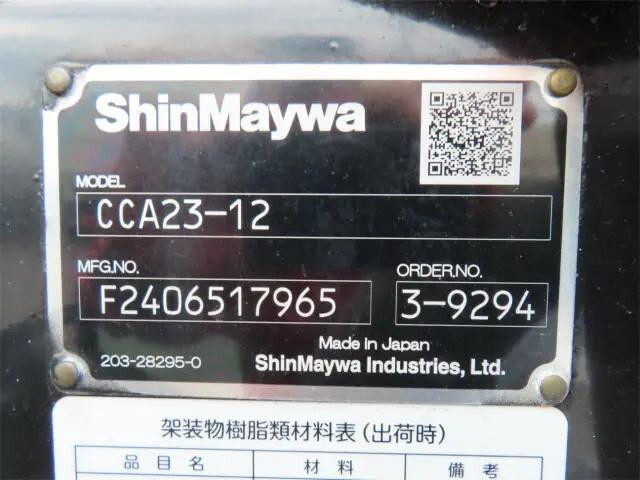 ShinMaywa
MODEL
CCA23-12
MFG.NO.
ORDER.NO.
F2406517965
3-9294
Made in Japan
203-28295-0
ShinMaywa Industries, Ltd.
架装物樹脂類材料表(出荷時)
品目名
材料
備考